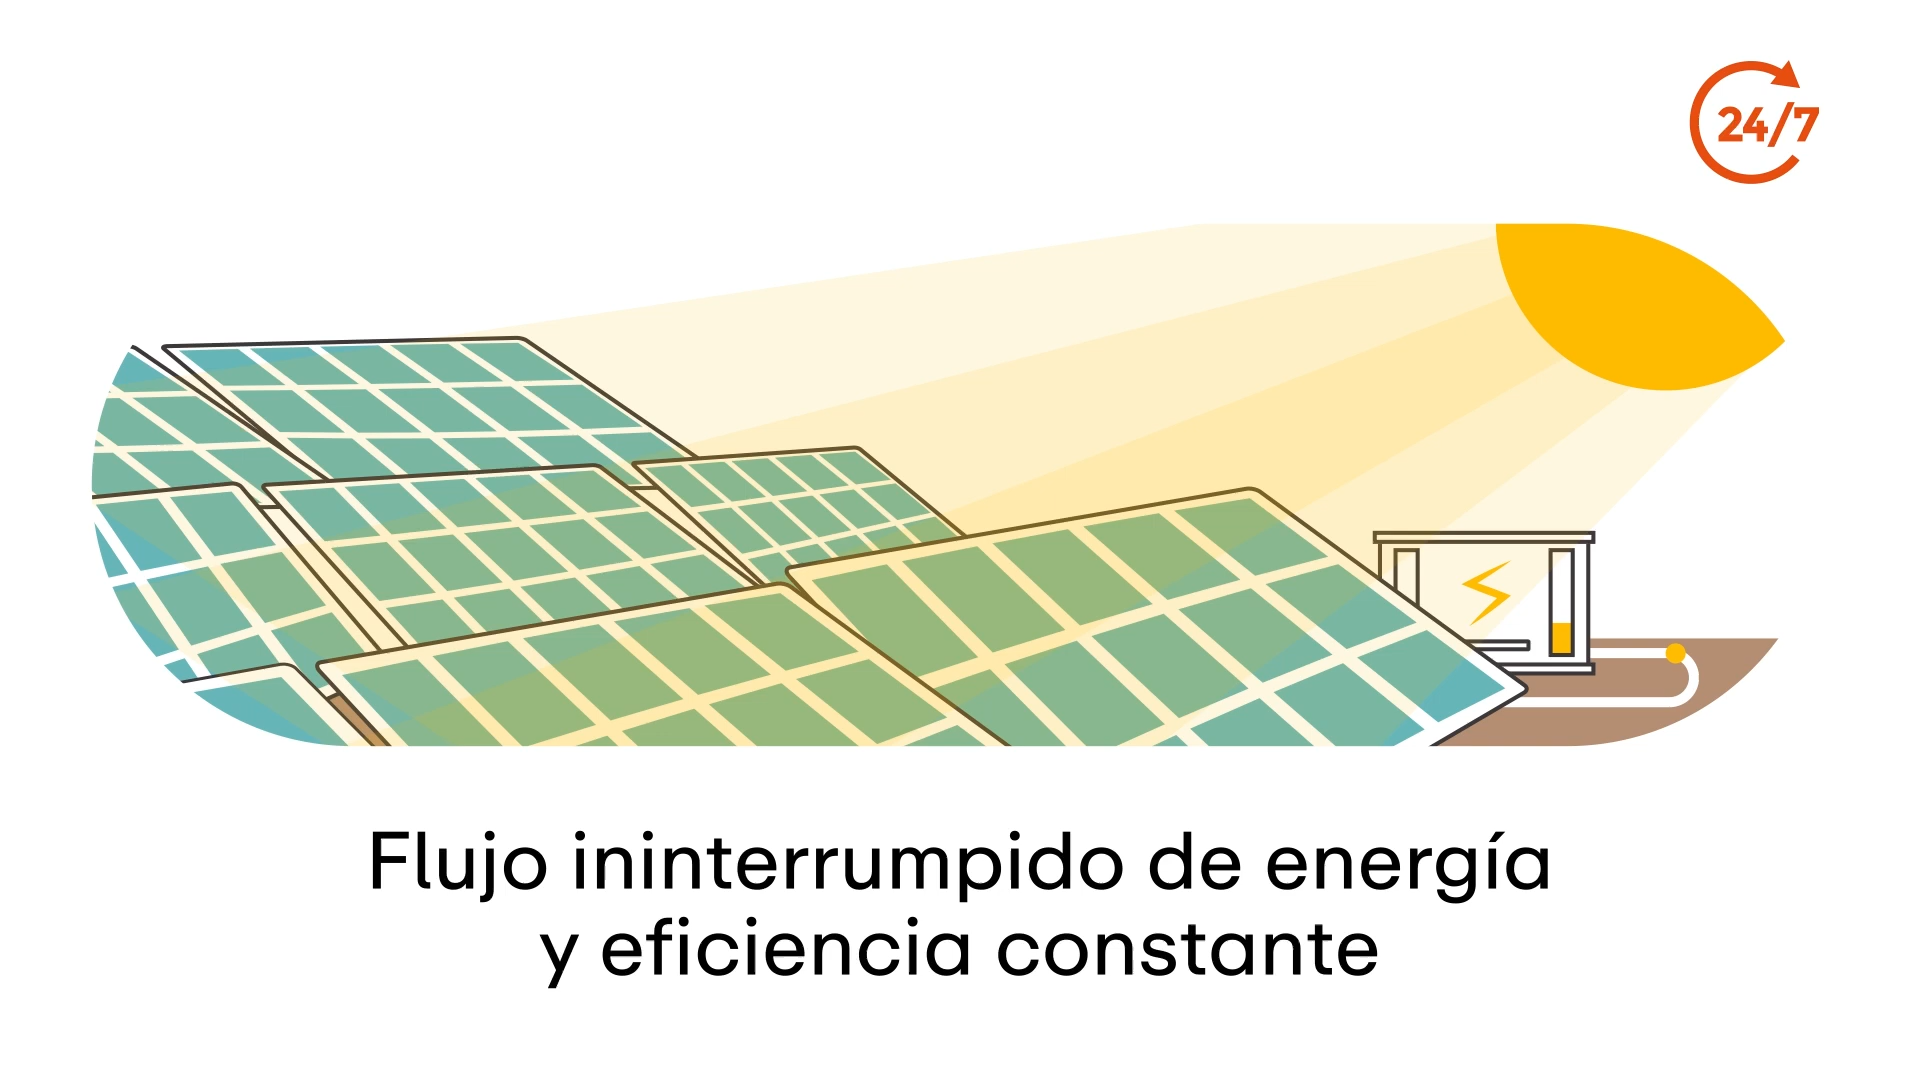 24/7
Flujo ininterrumpido de energía
y eficiencia constante